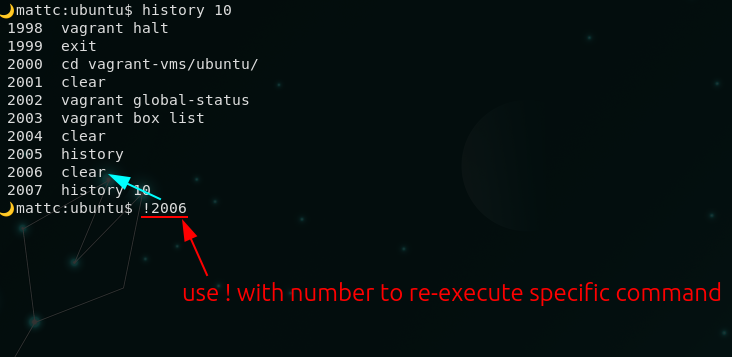 🌙mattc:ubuntu$ history 10
1998  vagrant halt
1999  exit
2000  cd vagrant-vms/ubuntu/
2001  clear
2002  vagrant global-status
2003  vagrant box list
2004  clear
2005  history
2006  clear
2007  history 10
🌙mattc:ubuntu$ !2006
use ! with number to re-execute specific command